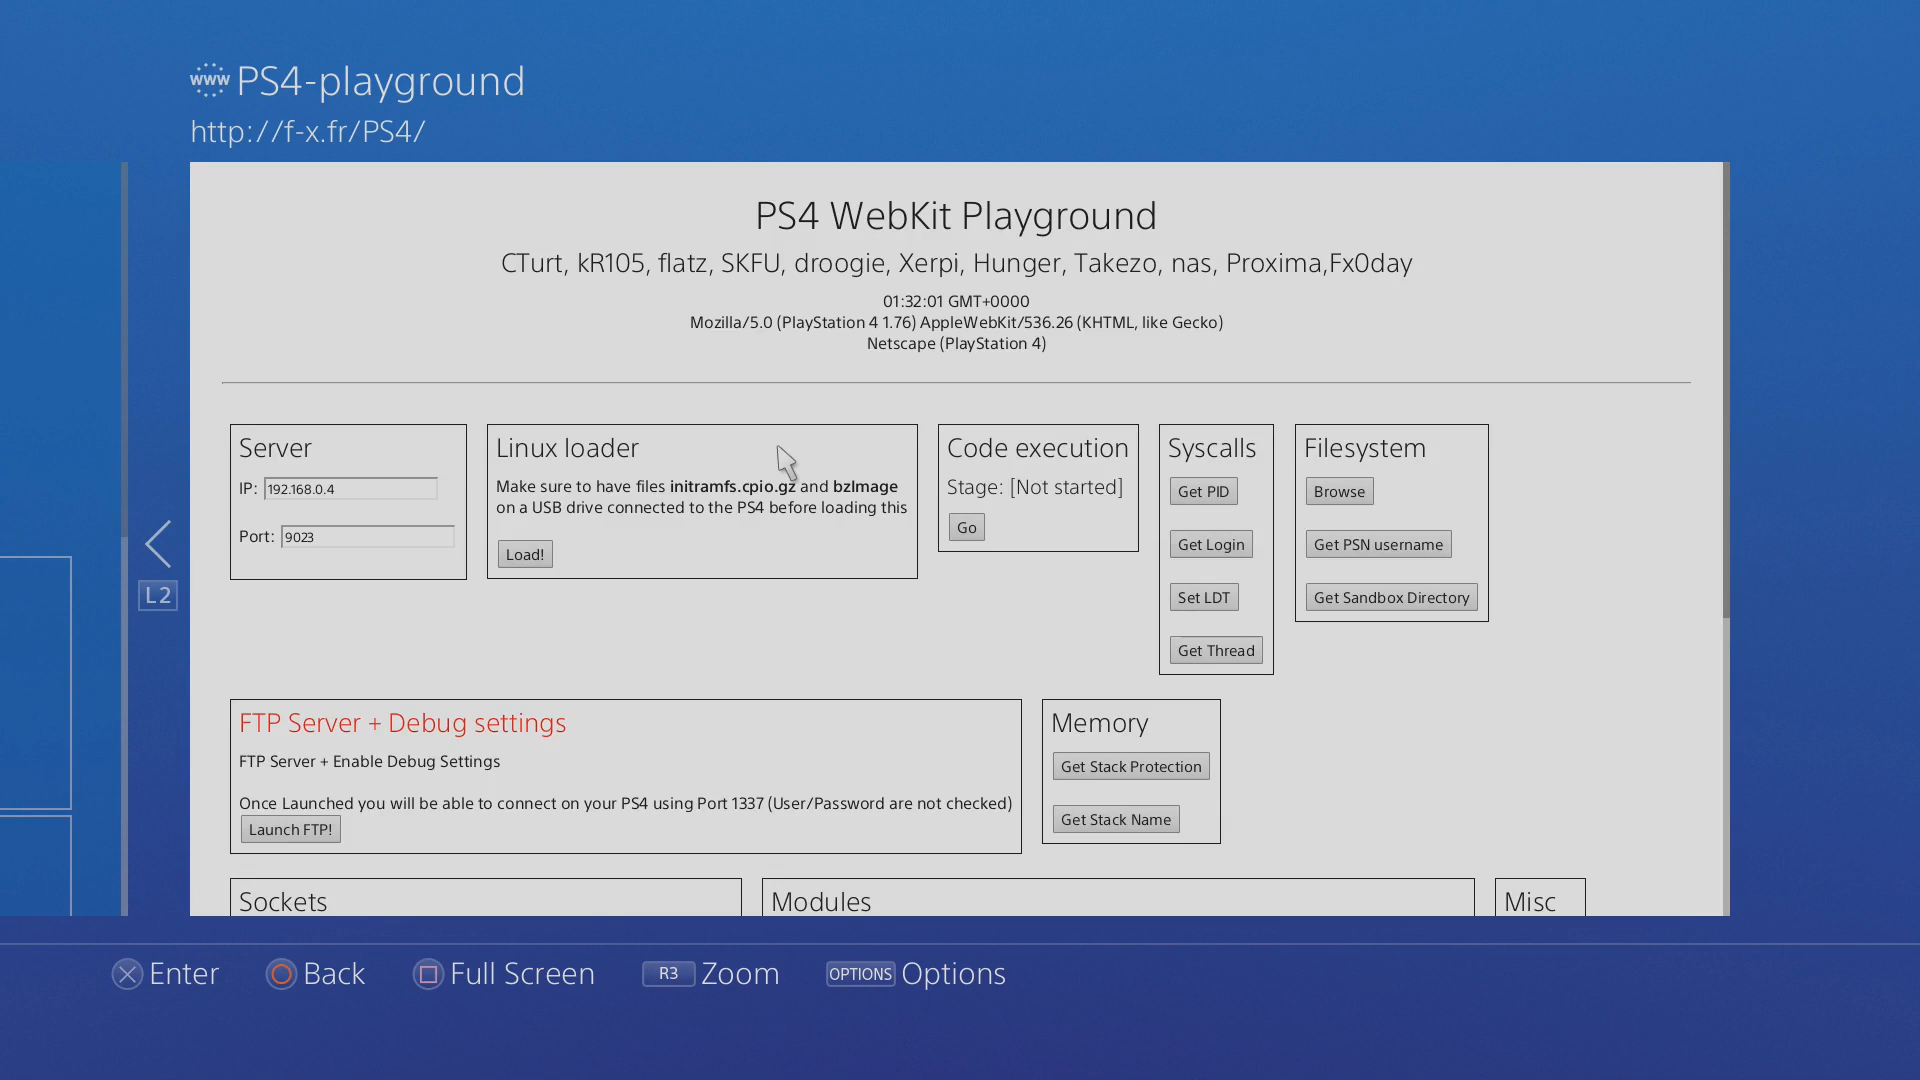 www PS4-playground
http://f-x.fr/PS4/
PS4 WebKit Playground
CTurt, kR105, flatz, SKFU, droogie, Xerpi, Hunger, Takezo, nas, Proxima,Fx0day
01:32:01 GMT+0000
Mozilla/5.0 (PlayStation 4 1.76) AppleWebKit/536.26 (KHTML, like Gecko)
Netscape (PlayStation 4)
Server
IP: 192.168.0.4
Port: 9023
Linux loader
Make sure to have files initramfs.cpio.gz and bzImage
on a USB drive connected to the PS4 before loading this
Load!
Code execution
Stage: [Not started]
Go
Syscalls
Get PID
Get Login
Set LDT
Get Thread
Filesystem
Browse
Get PSN username
Get Sandbox Directory
L2
FTP Server + Debug settings
FTP Server + Enable Debug Settings
Once Launched you will be able to connect on your PS4 using Port 1337 (User/Password are not checked)
Launch FTP!
Memory
Get Stack Protection
Get Stack Name
Sockets
Modules
Misc
Enter
Back
Full Screen
R3 Zoom
OPTIONS Options